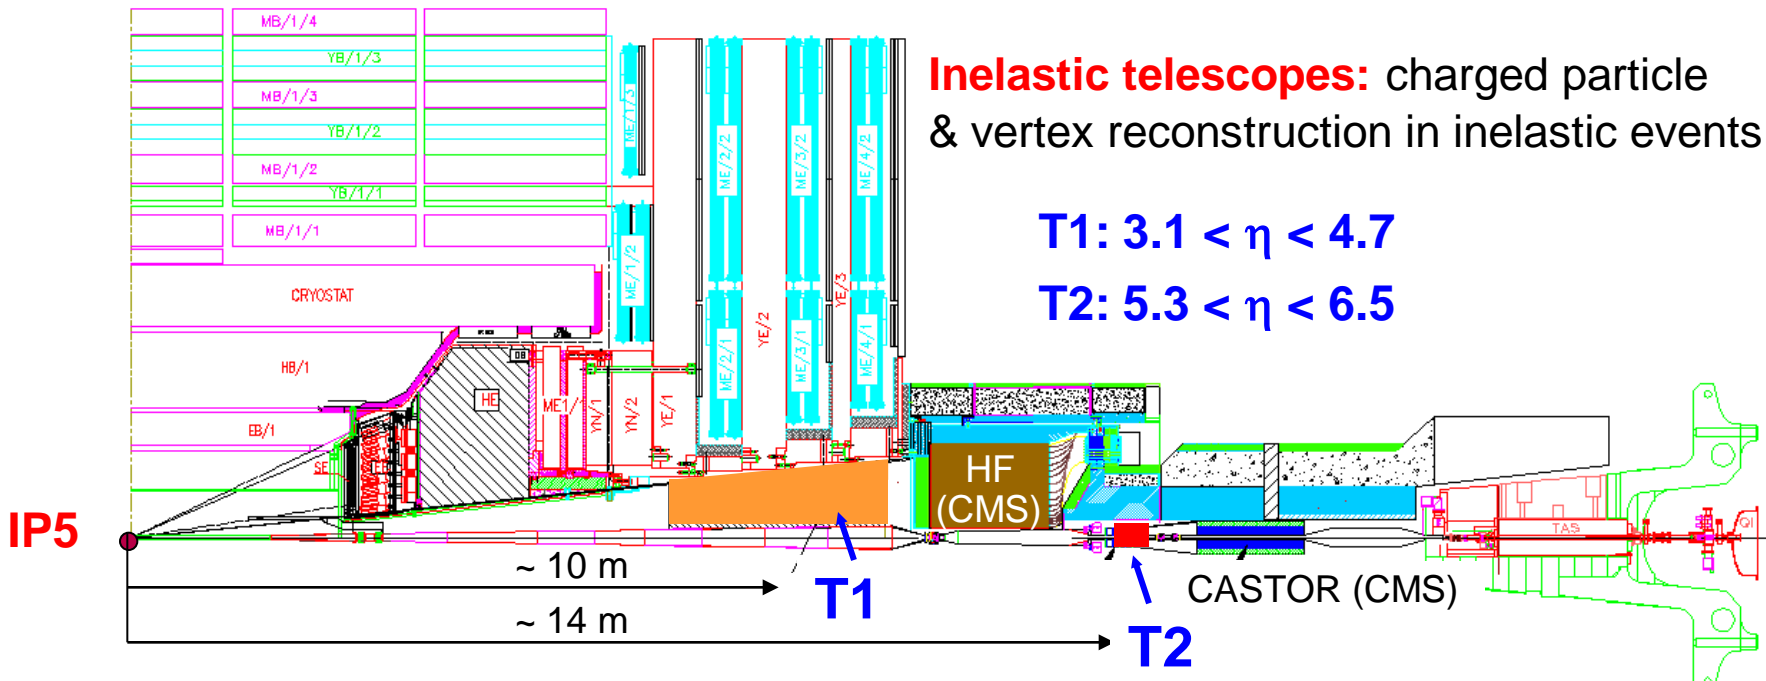 MB/1/4
YB/1/3
MB/1/3
YB/1/2
MB/1/2
YB/1/1
MB/1/1
CRYOSTAT
HB/1
EB/1
SE
HE
ME/1/3
ME/1/2
YN/1
YN/2
YE/1
ME/2/2
ME/2/1
YE/2
ME/3/2
ME/3/1
YE/3
ME/4/2
ME/4/1
Inelastic telescopes: charged particle
& vertex reconstruction in inelastic events
T1: 3.1 < η < 4.7
T2: 5.3 < η < 6.5
HF
(CMS)
IP5
~ 10 m
T1
~ 14 m
T2
CASTOR (CMS)
TAS